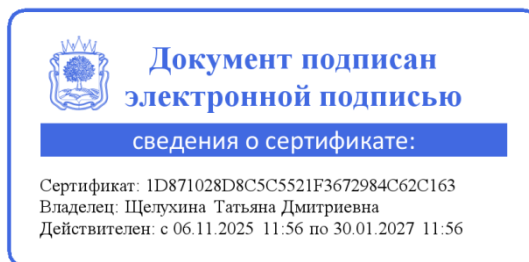 Документ подписан
электронной подписью
сведения о сертификате:
Сертификат: 1D871028D8C5C5521F3672984C62C163
Владелец: Щелухина Татьяна Дмитриевна
Действителен: с 06.11.2025 11:56 по 30.01.2027 11:56